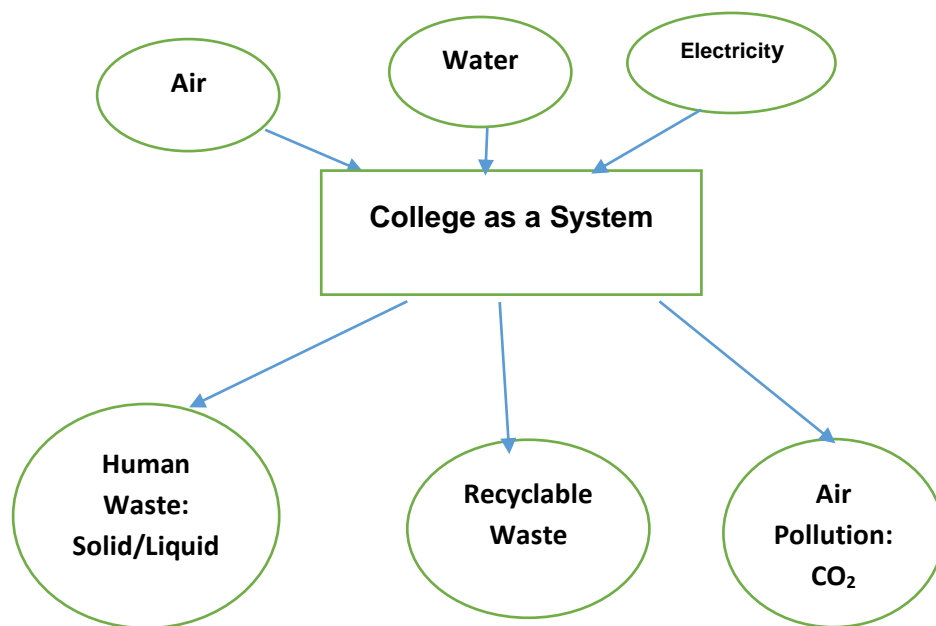 Air
Water
Electricity
College as a System
Human
Waste:
Solid/Liquid
Recyclable
Waste
Air
Pollution:
CO₂